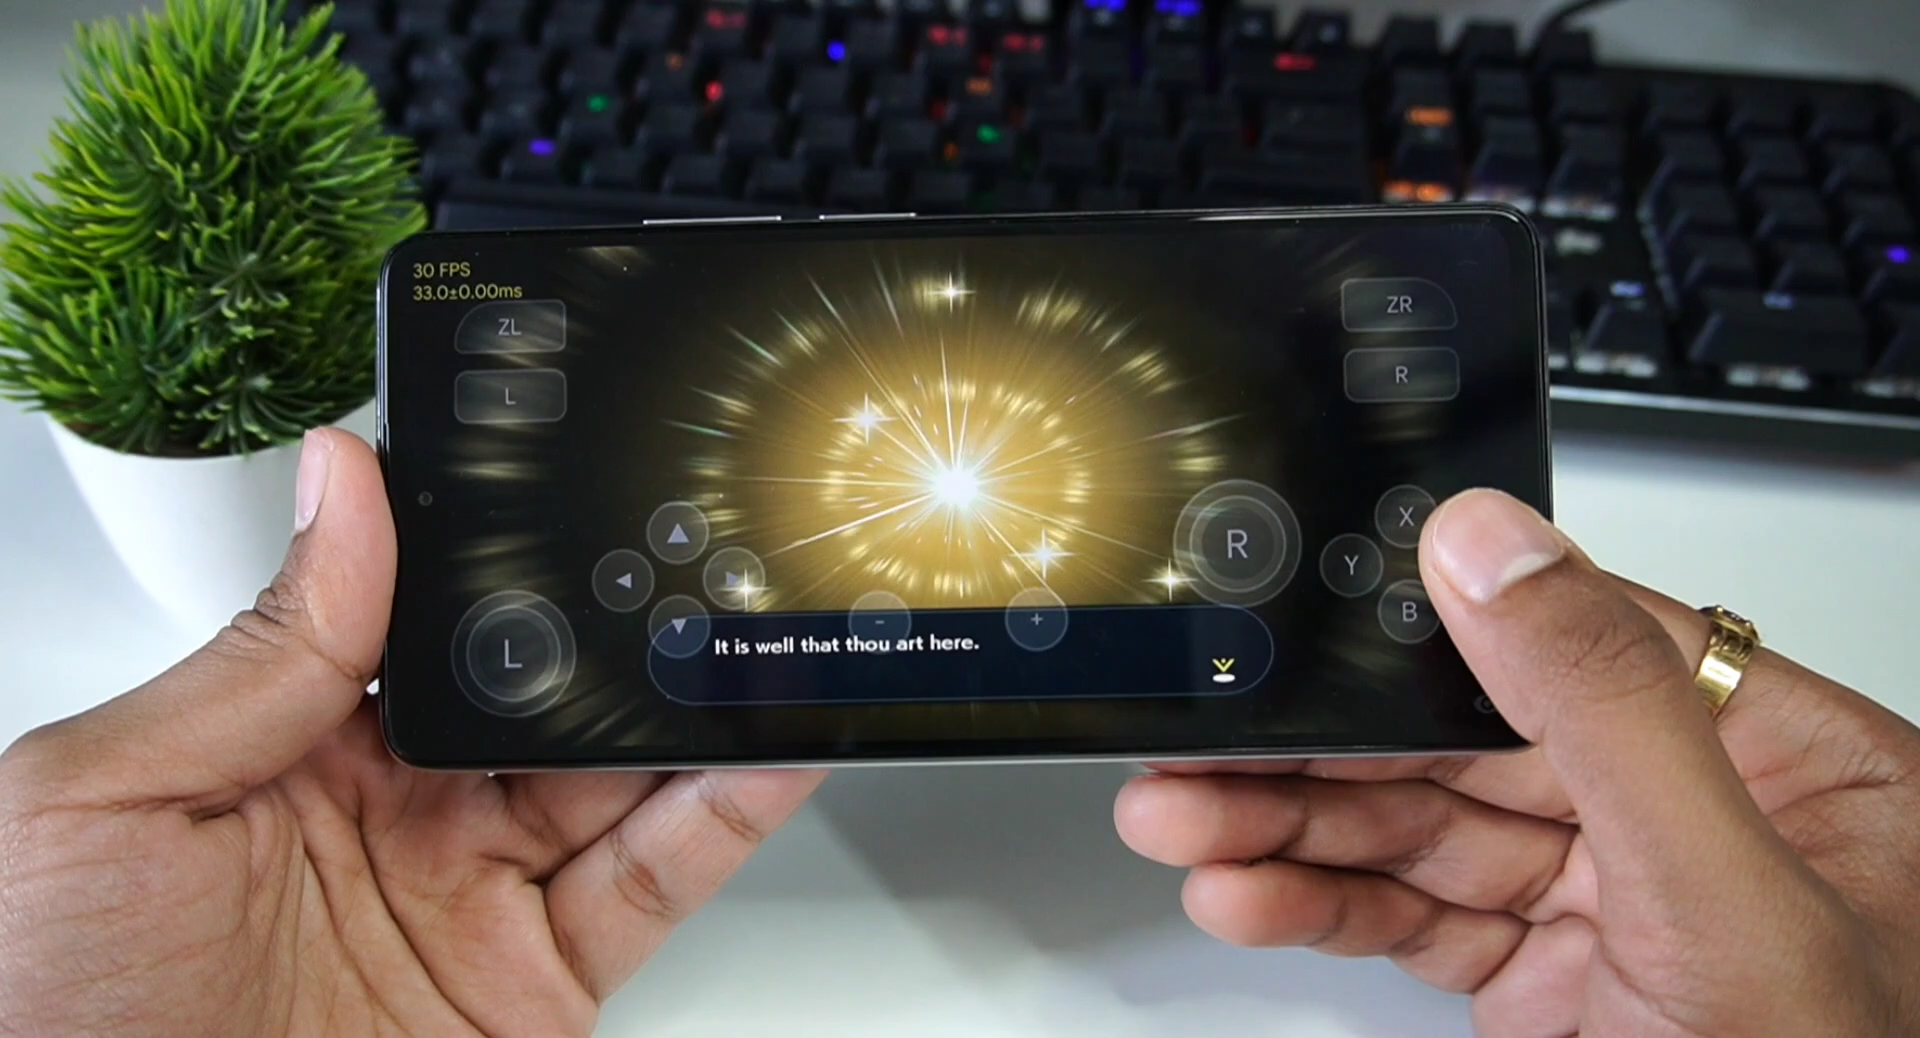 30 FPS
33.0±0.00ms
ZL
ZR
L
R
X
R
Y
B
L
-
+
It is well that thou art here.